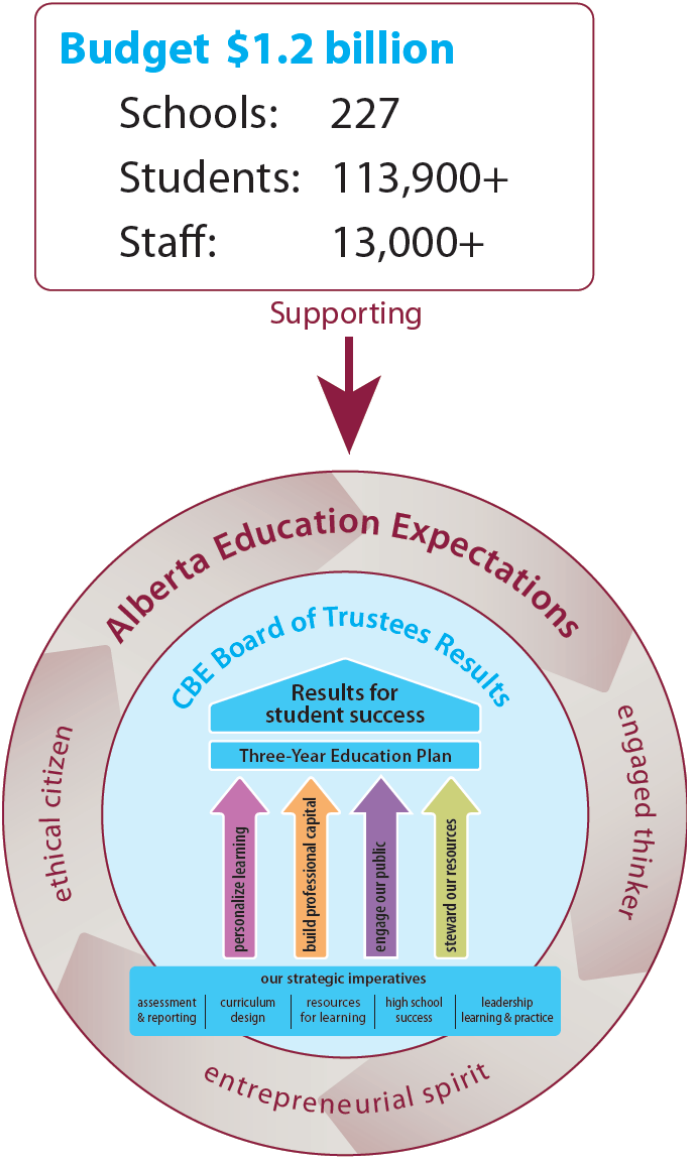 Budget $1.2 billion
Schools: 227
Students: 113,900+
Staff: 13,000+
Supporting
Alberta Education Expectations
CBE Board of Trustees Results
Results for
student success
Three-Year Education Plan
personalize learning
build professional capital
engage our public
steward our resources
ethical citizen
engaged thinker
our strategic imperatives
assessment
& reporting
curriculum
design
resources
for learning
high school
success
leadership
learning & practice
entrepreneurial spirit